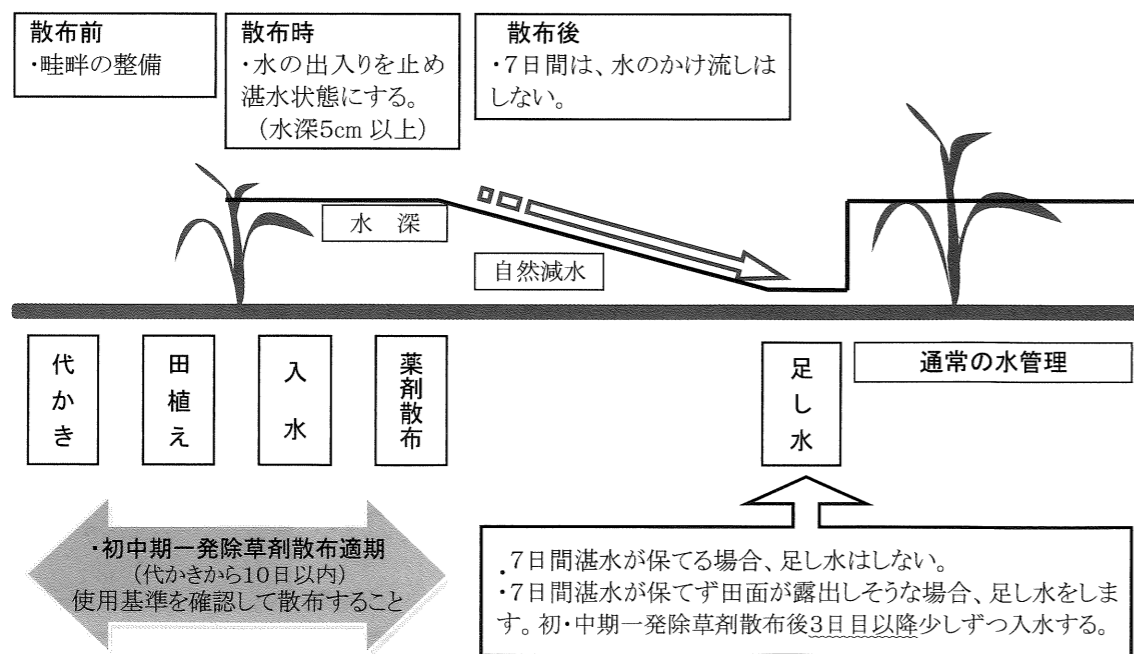 散布前
・畦畔の整備
散布時
・水の出入りを止め
湛水状態にする。
（水深5cm 以上）
散布後
・7日間は、水のかけ流しは
しない。
水 深
自然減水
代かき
田植え
入水
薬剤散布
足し水
通常の水管理
・初中期一発除草剤散布適期
（代かきから10日以内）
使用基準を確認して散布すること
・7日間湛水が保てる場合、足し水はしない。
・7日間湛水が保てず田面が露出しそうな場合、足し水をしま
す。初・中期一発除草剤散布後3日目以降少しずつ入水する。